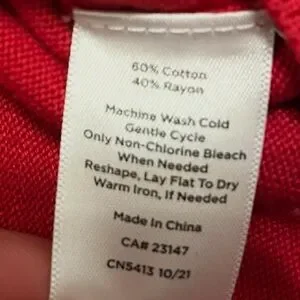 60% Cotton
40% Rayon
Machine Wash Cold
Gentle Cycle
Only Non-Chlorine Bleach
When Needed
Reshape, Lay Flat To Dry
Warm Iron, If Needed
Made In China
CA# 23147
CN5413 10/21